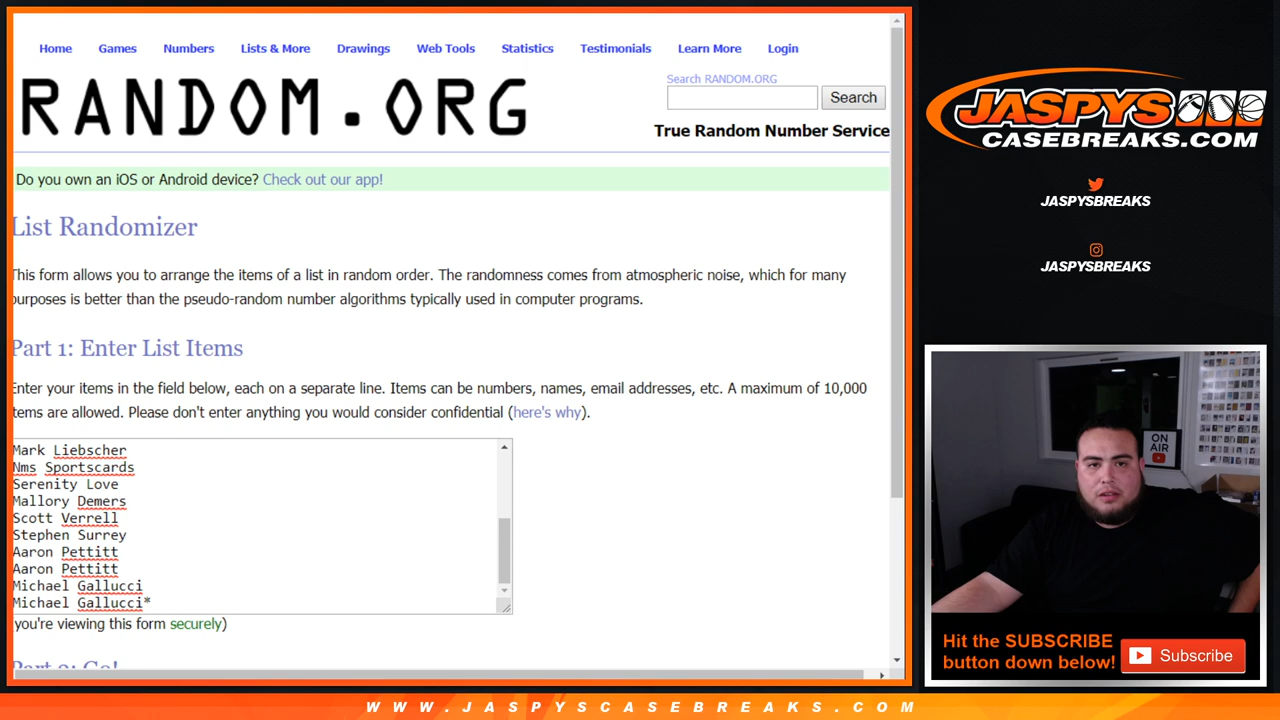 Home Games Numbers Lists & More Drawings Web Tools Statistics Testimonials Learn More Login
RANDOM.ORG
Search RANDOM.ORG
Search
True Random Number Service
Do you own an iOS or Android device? Check out our app!
List Randomizer
This form allows you to arrange the items of a list in random order. The randomness comes from atmospheric noise, which for many
purposes is better than the pseudo-random number algorithms typically used in computer programs.
Part 1: Enter List Items
Enter your items in the field below, each on a separate line. Items can be numbers, names, email addresses, etc. A maximum of 10,000
items are allowed. Please don't enter anything you would consider confidential (here's why).
Mark Liebscher
Nms Sportscards
Serenity Love
Mallory Demers
Scott Verrell
Stephen Surrey
Aaron Pettitt
Aaron Pettitt
Michael Gallucci
Michael Gallucci*
you're viewing this form securely)
Part 2: Go!
JASPYS
CASEBREAKS.COM
JASPYSBREAKS
JASPYSBREAKS
ON
AIR
Hit the SUBSCRIBE
button down below!
Subscribe
WWW.JASPYSCASEBREAKS.COM